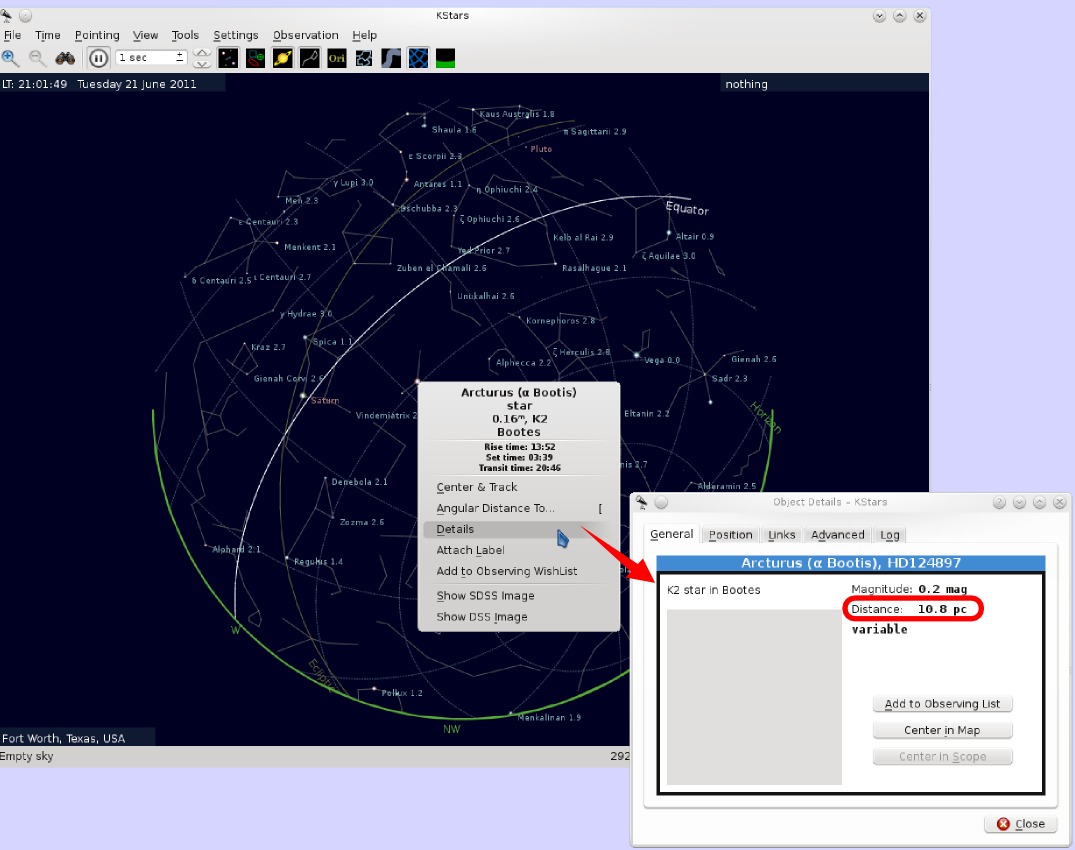 KStars
File Time Pointing View Tools Settings Observation Help
1 sec
Ori
LT: 21:01:49 Tuesday 21 June 2011
nothing
Kaus Australis 1.8
Shaula 1.6
π Sagittarii 2.9
Pluto
ε Scorpii 2.3
γ Lupi 3.0
Antares 1.1
η Ophiuchi 2.4
Men 2.3
Dschubba 2.3
Equator
ε Centauri 2.3
ζ Ophiuchi 2.6
Altair 0.9
Menkent 2.1
Yed Prior 2.7
Kelb al Rai 2.9
ζ Aquilae 3.0
Zuben el Chamali 2.6
Rasalhague 2.1
δ Centauri 2.5
ι Centauri 2.7
Unukalhai 2.6
γ Hydrae 3.0
Kornephoros 2.8
Kraz 2.7
Spica 1.1
ζ Herculis 2.8
Alphecca 2.2
Vega 0.0
Gienah 2.6
Gienah Corvi 2.6
Sadr 2.3
Saturn
Vindemiatrix 2
Eltanin 2.2
Horizon
Arcturus (α Bootis)
star
0.16ᵐ, K2
Bootes
Rise time: 13:52
Set time: 03:39
Transit time: 20:46
Center & Track
Angular Distance To... [
Details
Attach Label
Add to Observing WishList
Show SDSS Image
Show DSS Image
nis 2.7
Denebola 2.1
Alderamin 2.5
Zozma 2.6
Alphard 2.1
Regulus 1.4
W
Ecliptic
Pollux 1.2
Menkalinan 1.9
NW
Fort Worth, Texas, USA
Empty sky
292
Object Details – KStars
General Position Links Advanced Log
Arcturus (α Bootis), HD124897
K2 star in Bootes
Magnitude: 0.2 mag
Distance: 10.8 pc
variable
Add to Observing List
Center in Map
Center in Scope
Close